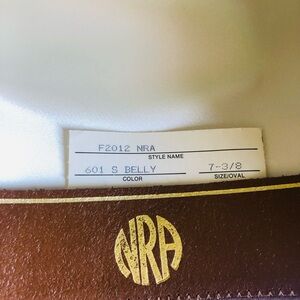 F2012 NRA
STYLE NAME
601 S BELLY 7-3/8
COLOR SIZE/OVAL
NRA